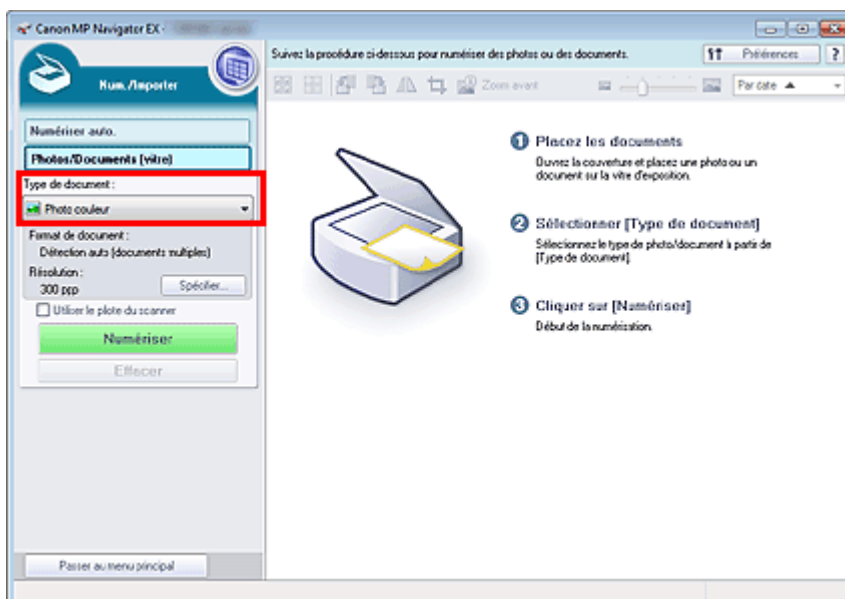 Canon MP Navigator EX -
Num./Importer
Numériser auto.
Photos/Documents (vitre)
Type de document :
Photo couleur
Format de document :
Détection auto (documents multiples)
Résolution :
300 ppp
Spécifier...
Utiliser le pilote du scanner
Numériser
Effacer
Passer au menu principal
Suivez la procédure ci-dessous pour numériser des photos ou des documents.
Préférences
?
Zoom avant
Par date
1 Placez les documents
Ouvrez la couverture et placez une photo ou un
document sur la vitre d'exposition.
2 Sélectionner [Type de document]
Sélectionnez le type de photo/document à partir de
[Type de document].
3 Cliquer sur [Numériser]
Début de la numérisation.